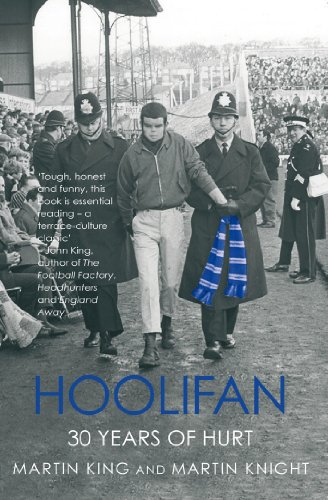 'Tough, honest
and funny, this
book is essential
reading – a
terrace-culture
classic'
– John King,
author of The
Football Factory,
Headhunters
and England
Away
HOOLIFAN
30 YEARS OF HURT
MARTIN KING AND MARTIN KNIGHT